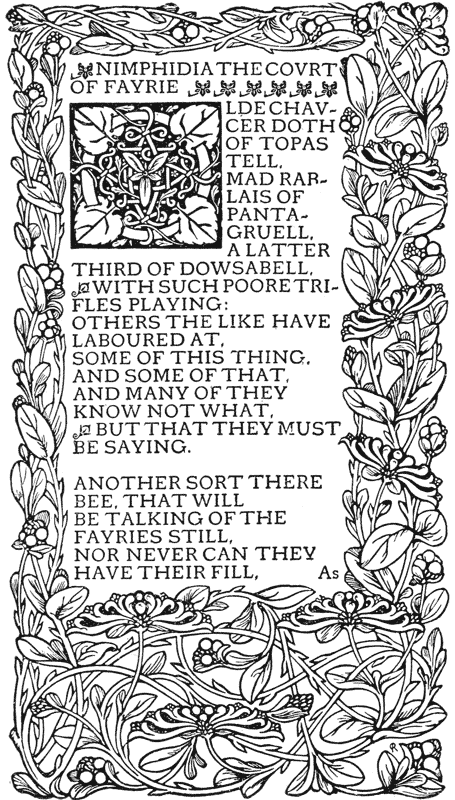 NIMPHIDIA THE COVRT
OF FAYRIE
OLDE CHAV-
CER DOTH
OF TOPAS
TELL,
MAD RAB-
LAIS OF
PANTA-
GRUELL,
A LATTER
THIRD OF DOWSABELL,
WITH SUCH POORE TRI-
FLES PLAYING:
OTHERS THE LIKE HAVE
LABOURED AT,
SOME OF THIS THING,
AND SOME OF THAT,
AND MANY OF THEY
KNOW NOT WHAT,
BUT THAT THEY MUST
BE SAYING.
ANOTHER SORT THERE
BEE, THAT WILL
BE TALKING OF THE
FAYRIES STILL,
NOR NEVER CAN THEY
HAVE THEIR FILL, As
R